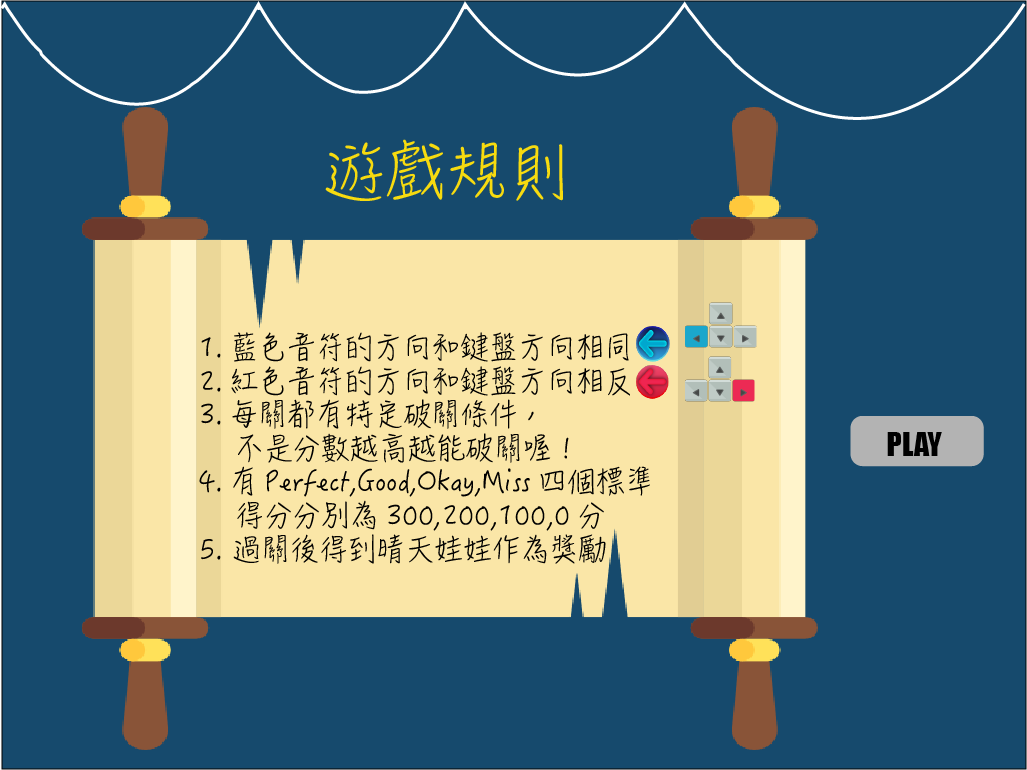 遊戲規則
1. 藍色音符的方向和鍵盤方向相同
2. 紅色音符的方向和鍵盤方向相反
3. 每關都有特定破關條件，
不是分數越高越能破關喔！
4. 有 Perfect,Good,Okay,Miss 四個標準
得分分別為 300,200,100,0 分
5. 過關後得到晴天娃娃作為獎勵
PLAY